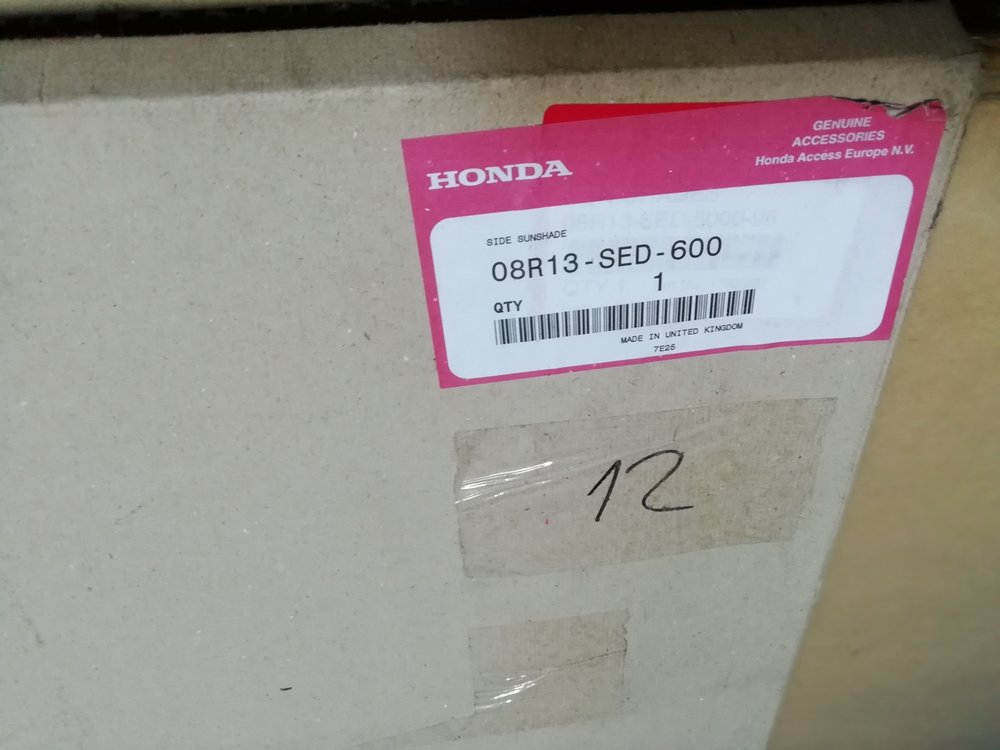 HONDA
GENUINE
ACCESSORIES
Honda Access Europe N.V.
SIDE SUNSHADE
08R13-SED-600
QTY 1
MADE IN UNITED KINGDOM
7E25
12